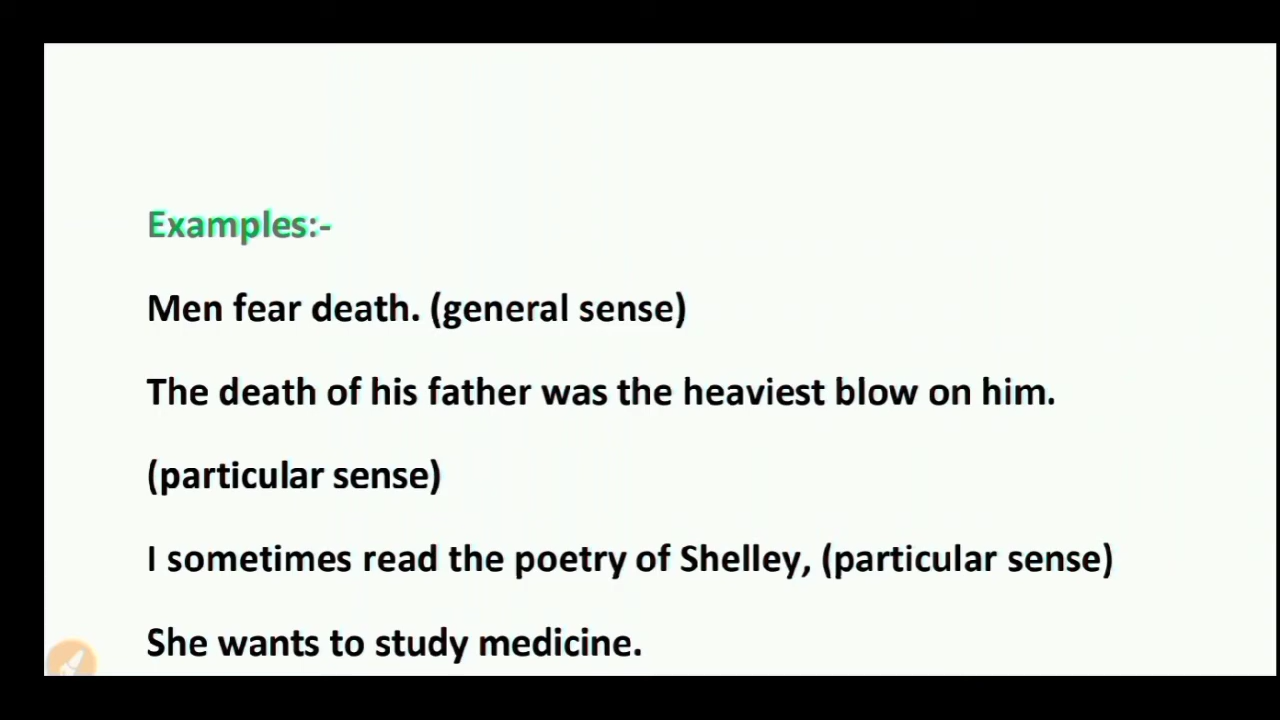 Examples:-
Men fear death. (general sense)
The death of his father was the heaviest blow on him.
(particular sense)
I sometimes read the poetry of Shelley, (particular sense)
She wants to study medicine.